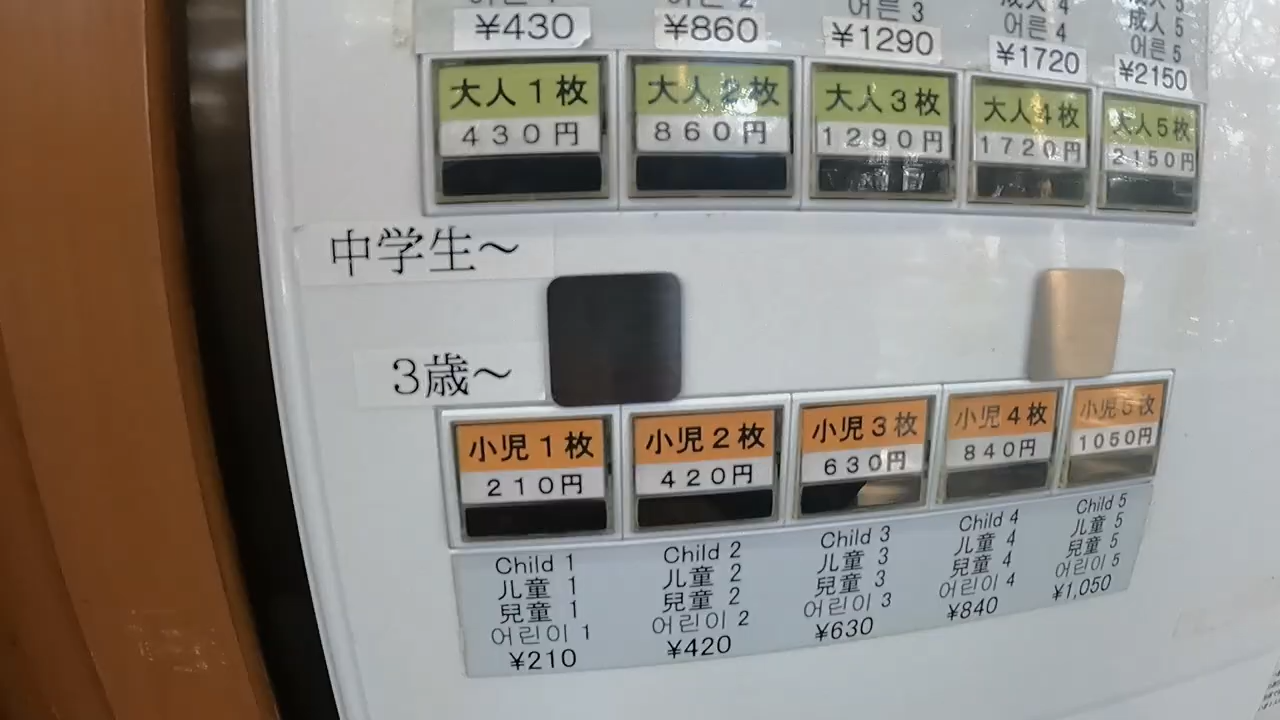 어른 1
어른 2
어른 3
成人 4
어른 4
成人 5
어른 5
¥430
¥860
¥1290
¥1720
¥2150
大人1枚
430円
大人2枚
860円
大人3枚
1290円
大人4枚
1720円
大人5枚
2150円
中学生～
3歳～
小児1枚
210円
小児2枚
420円
小児3枚
630円
小児4枚
840円
小児5枚
1050円
Child 1
儿童 1
兒童 1
어린이 1
¥210
Child 2
儿童 2
兒童 2
어린이 2
¥420
Child 3
儿童 3
兒童 3
어린이 3
¥630
Child 4
儿童 4
兒童 4
어린이 4
¥840
Child 5
儿童 5
兒童 5
어린이 5
¥1,050